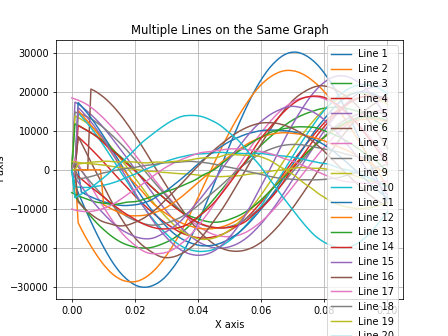 Multiple Lines on the Same Graph
30000
20000
10000
0
−10000
−20000
−30000
0.00
0.02
0.04
0.06
X axis
Line 1
Line 2
Line 3
Line 4
Line 5
Line 6
Line 7
Line 8
Line 9
Line 10
Line 11
Line 12
Line 13
Line 14
Line 15
Line 16
Line 17
Line 18
Line 19
Line 20